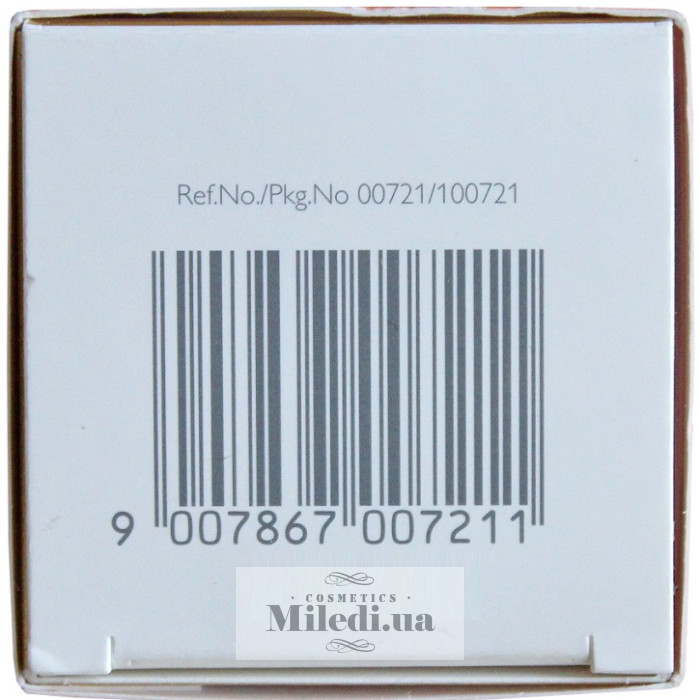 Ref.No./Pkg.No 00721/100721
9 007867 007211
· COSMETICS ·
Miledi.ua